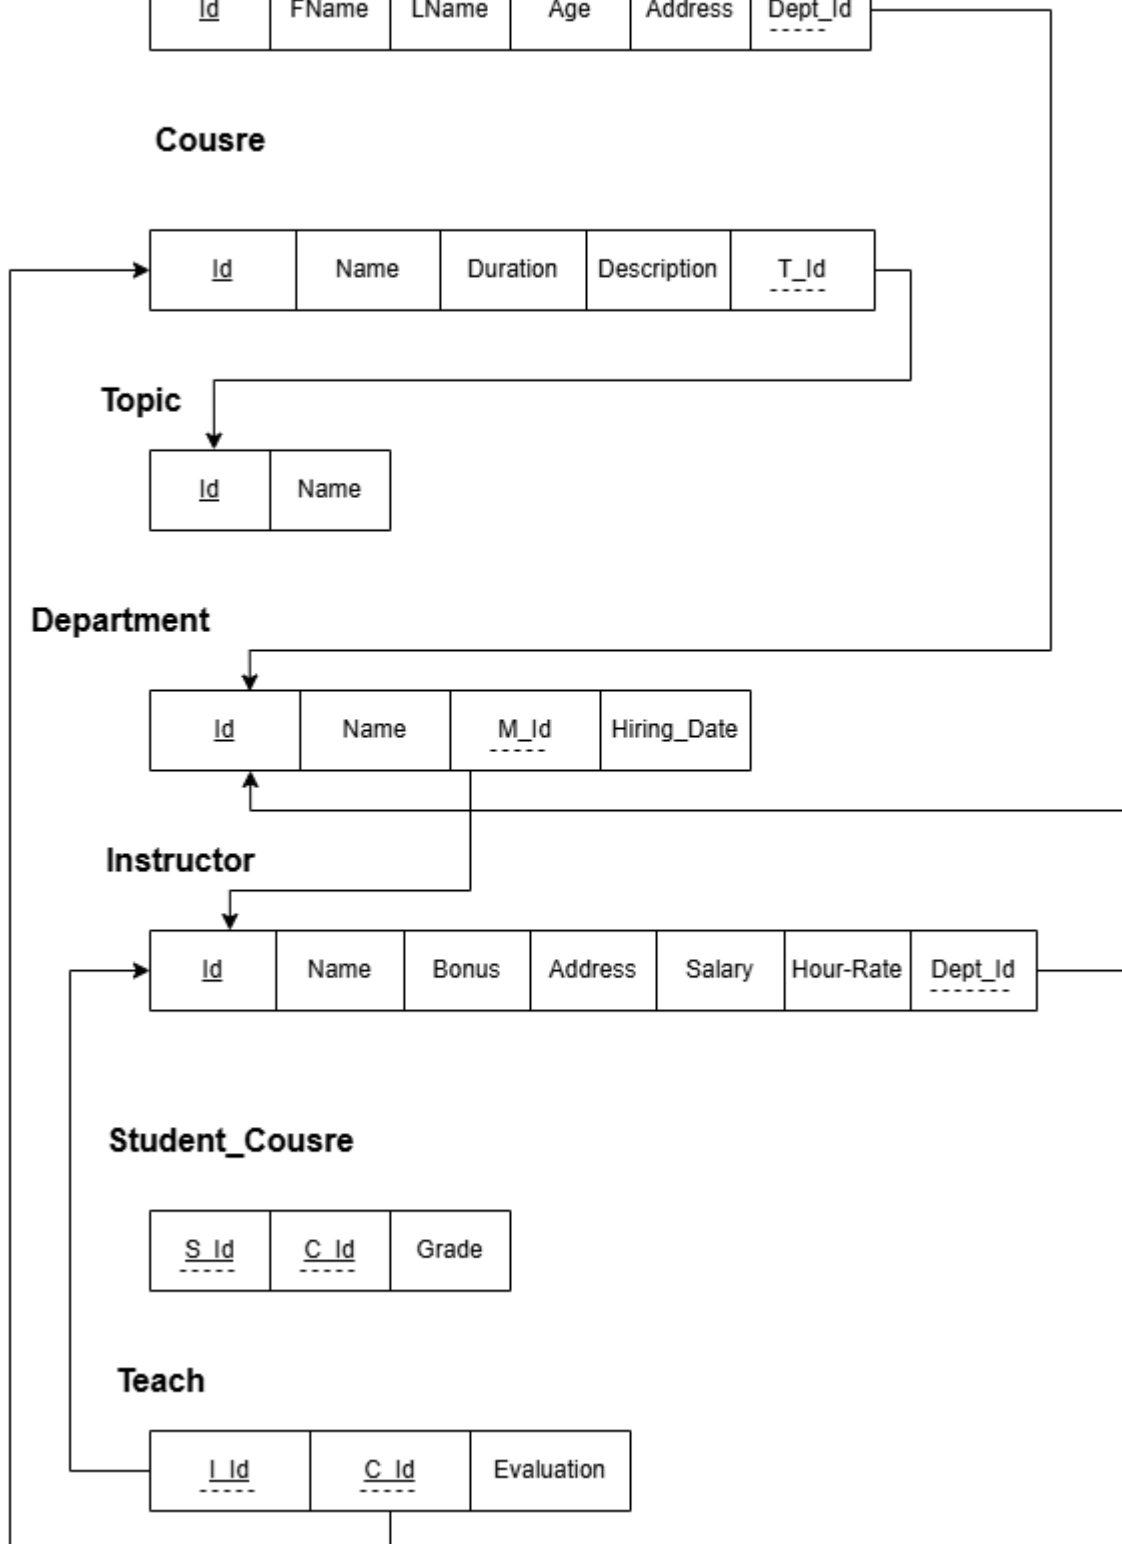 Id FName LName Age Address Dept_Id
Cousre
Id Name Duration Description T_Id
Topic
Id Name
Department
Id Name M_Id Hiring_Date
Instructor
Id Name Bonus Address Salary Hour-Rate Dept_Id
Student_Cousre
S_Id C_Id Grade
Teach
I_Id C_Id Evaluation